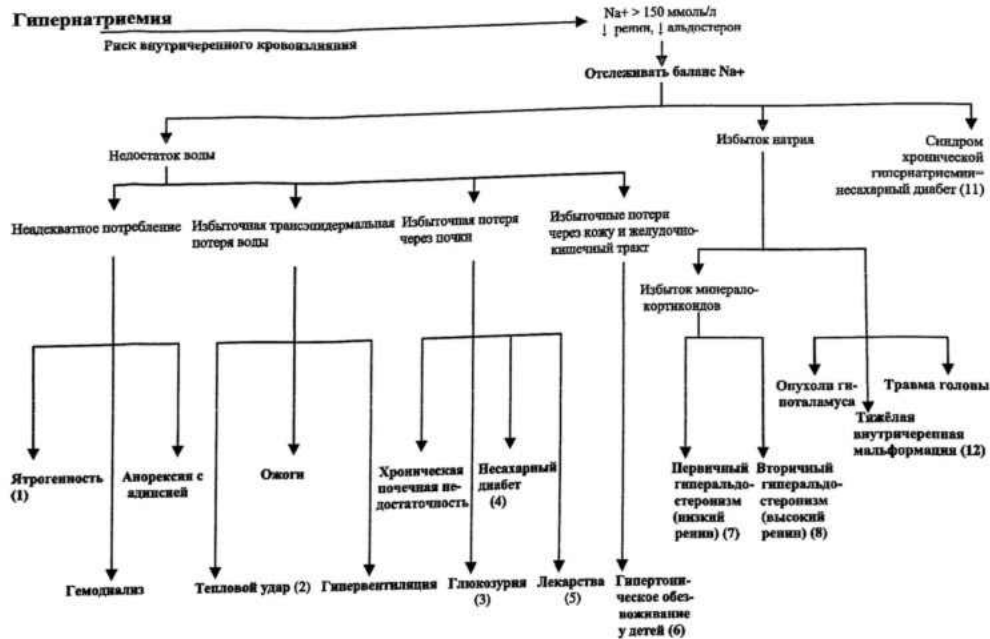 Гипернатриемия
Риск внутричеренного кровоизлияния
Na+ > 150 ммоль/л
↓ ренин, ↓ альдостерон
Отслеживать баланс Na+
Недостаток воды
Избыток натрия
Синдром
хронической
гипернатриемии=
несахарный диабет (11)
Неадекватное потребление
Избыточная трансэпидермальная
потеря воды
Избыточная потеря
через почки
Избыточные потери
через кожу и желудочно-
кишечный тракт
Избыток минерало-
кортикоидов
Опухоли ги-
поталамуса
Травма головы
Тяжёлая
внутричерепная
мальформация (12)
Ятрогенность
(1)
Анорексия с
адипсией
Ожоги
Хроническая
почечная не-
достаточность
Несахарный
диабет
(4)
Первичный
гиперальдо-
стеронизм
(низкий
ренин) (7)
Вторичный
гиперальдо-
стеронизм
(высокий
ренин) (8)
Гемодиализ
Тепловой удар (2)
Гипервентиляция
Глюкозурия
(3)
Лекарства
(5)
Гипертони-
ческое обез-
воживание
у детей (6)